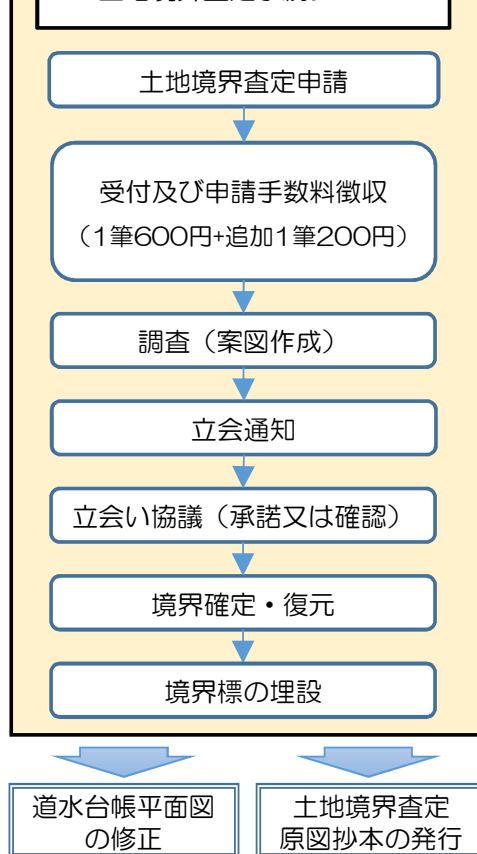 土地境界査定申請
受付及び申請手数料徴収
（1筆600円+追加1筆200円）
調査（案図作成）
立会通知
立会い協議（承諾又は確認）
境界確定・復元
境界標の埋設
道水台帳平面図
の修正
土地境界査定
原図抄本の発行